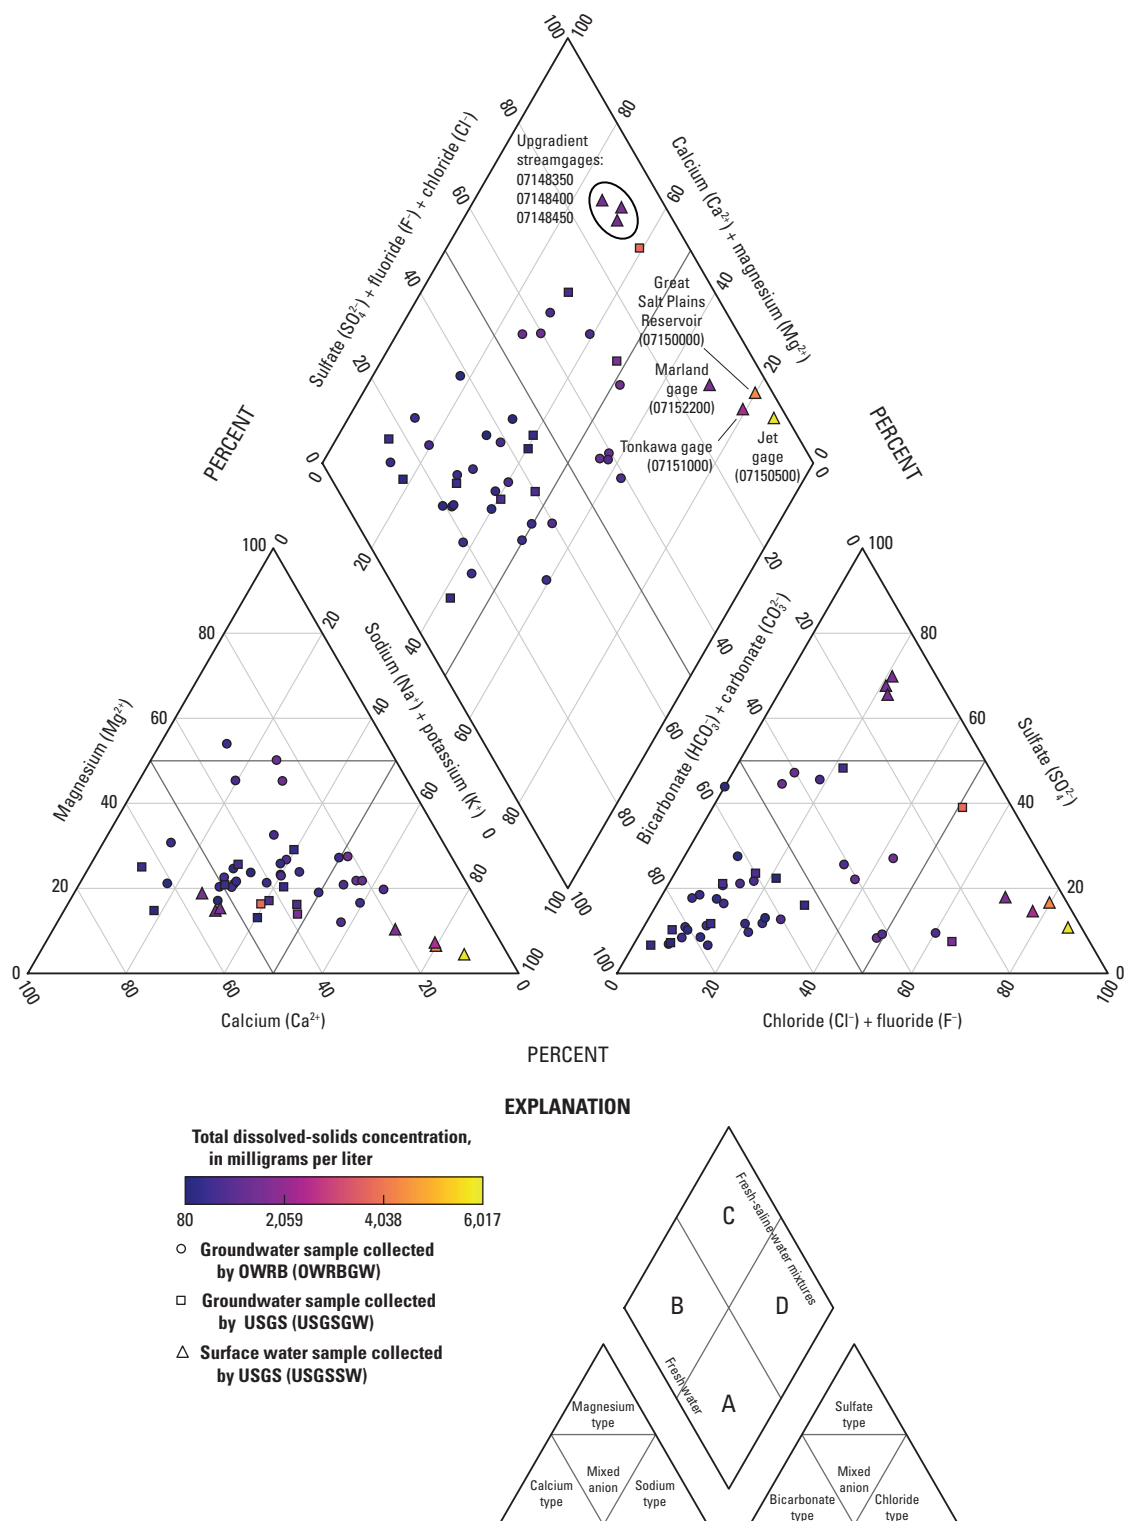 100 100
80 80
Sulfate (SO₄²⁻) + fluoride (F⁻) + chloride (Cl⁻)
Calcium (Ca²⁺) + magnesium (Mg²⁺)
Upgradient
streamgages:
07148350
07148400
07148450
60 60
40 40
Great
Salt Plains
Reservoir
(07150000)
20 20
Marland
gage
(07152200)
Tonkawa gage
(07151000)
Jet
gage
(07150500)
PERCENT
PERCENT
0 0
0 0
20 20
40 40
60 60
80 80
100 100
Sodium (Na⁺) + potassium (K⁺)
Bicarbonate (HCO₃⁻) + carbonate (CO₃²⁻)
Magnesium (Mg²⁺)
Sulfate (SO₄²⁻)
100 0
80 20
60 40
40 60
20 80
0 100
100 80 60 40 20 0
Calcium (Ca²⁺)
0 100
20 80
40 60
60 40
80 20
100 0
0 20 40 60 80 100
Chloride (Cl⁻) + fluoride (F⁻)
PERCENT
EXPLANATION
Total dissolved-solids concentration,
in milligrams per liter
80 2,059 4,038 6,017
Groundwater sample collected
by OWRB (OWRBGW)
Groundwater sample collected
by USGS (USGSGW)
Surface water sample collected
by USGS (USGSSW)
C
Fresh-saline-water mixtures
B
D
Fresh water
A
Magnesium
type
Calcium
type
Mixed
anion
Sodium
type
Sulfate
type
Bicarbonate
type
Mixed
anion
Chloride
type